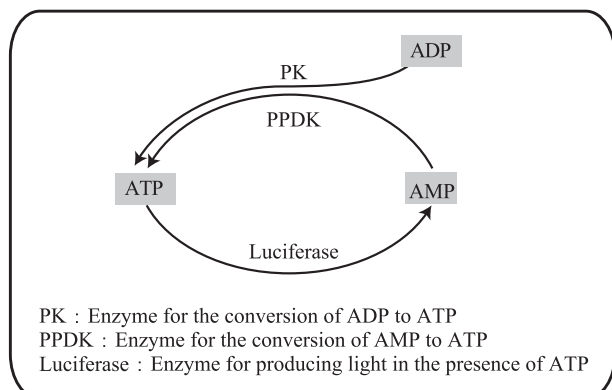 ADP
PK
PPDK
ATP
AMP
Luciferase
PK : Enzyme for the conversion of ADP to ATP
PPDK : Enzyme for the conversion of AMP to ATP
Luciferase : Enzyme for producing light in the presence of ATP